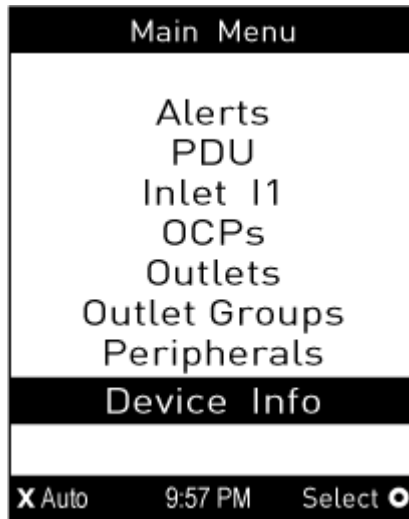 Main Menu
Alerts
PDU
Inlet I1
OCPs
Outlets
Outlet Groups
Peripherals
Device Info
X Auto 9:57 PM Select O